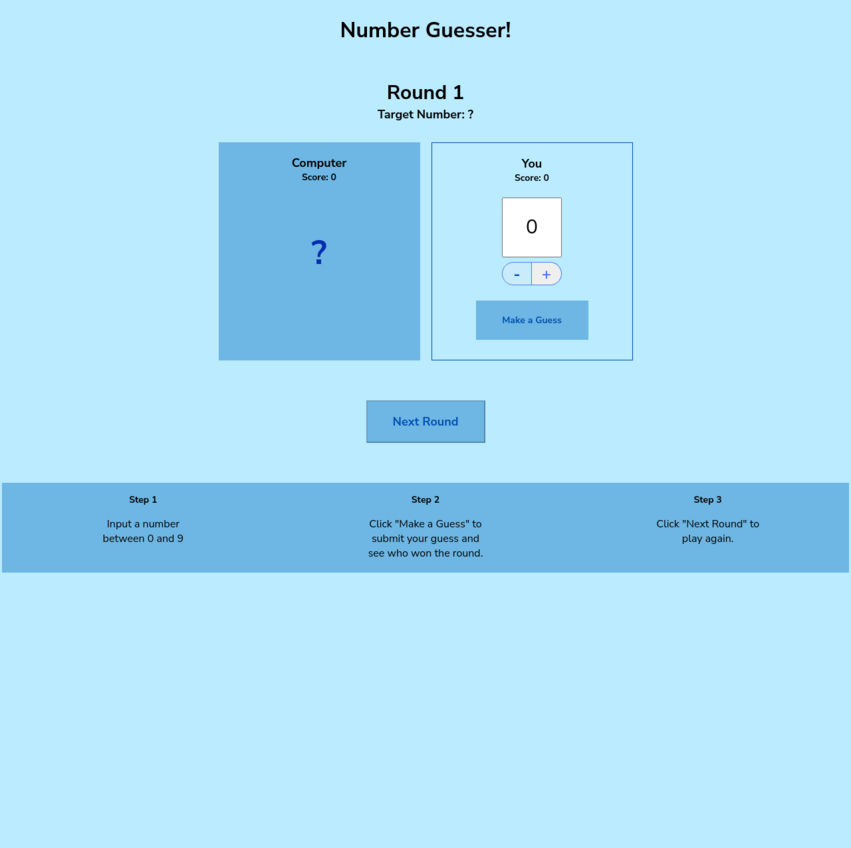 Number Guesser!
Round 1
Target Number: ?
Computer
Score: 0
?
You
Score: 0
0
- +
Make a Guess
Next Round
Step 1
Input a number
between 0 and 9
Step 2
Click "Make a Guess" to
submit your guess and
see who won the round.
Step 3
Click "Next Round" to
play again.